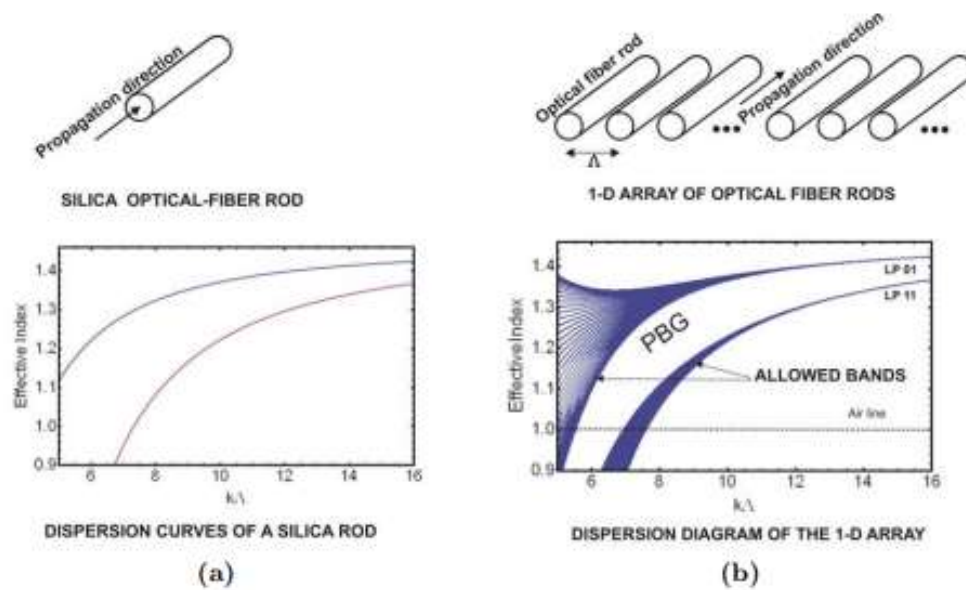 Propagation direction
SILICA OPTICAL-FIBER ROD
Effective Index
1.4
1.3
1.2
1.1
1.0
0.9
6 8 10 12 14 16
DISPERSION CURVES OF A SILICA ROD
(a)
Optical fiber rod
Propagation direction
Λ
1-D ARRAY OF OPTICAL FIBER RODS
Effective Index
1.4
1.3
1.2
1.1
1.0
0.9
LP 01
LP 11
PBG
ALLOWED BANDS
Air line
6 8 10 12 14 16
DISPERSION DIAGRAM OF THE 1-D ARRAY
(b)